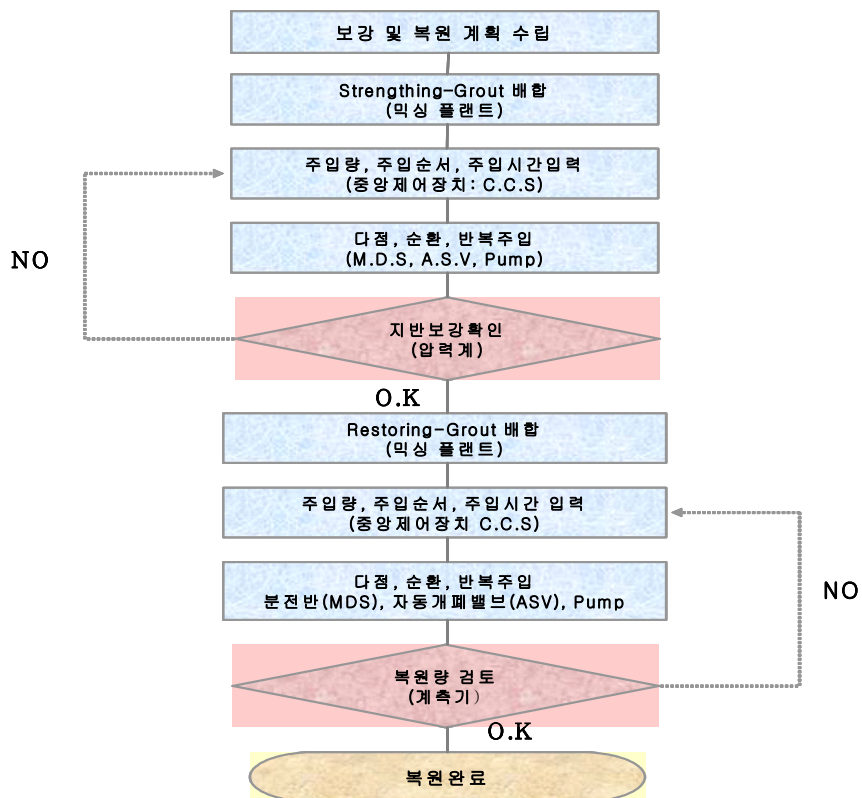 보강 및 복원 계획 수립
Strengthing-Grout 배합
(믹싱 플랜트)
주입량, 주입순서, 주입시간입력
(중앙제어장치: C.C.S)
다점, 순환, 반복주입
(M.D.S, A.S.V, Pump)
NO
지반보강확인
(압력계)
O.K
Restoring-Grout 배합
(믹싱 플랜트)
주입량, 주입순서, 주입시간 입력
(중앙제어장치 C.C.S)
다점, 순환, 반복주입
분전반(MDS), 자동개폐밸브(ASV), Pump
NO
복원량 검토
(계측기)
O.K
복원완료